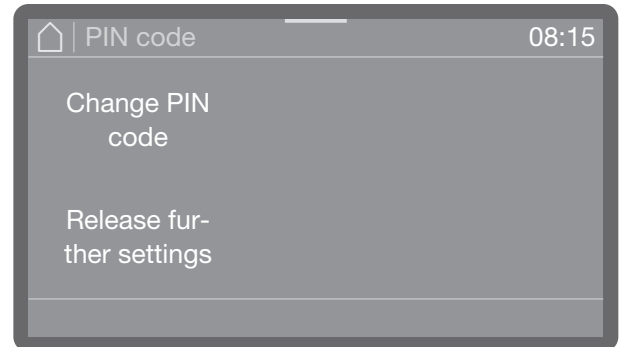 PIN code 08:15
Change PIN
code
Release fur-
ther settings